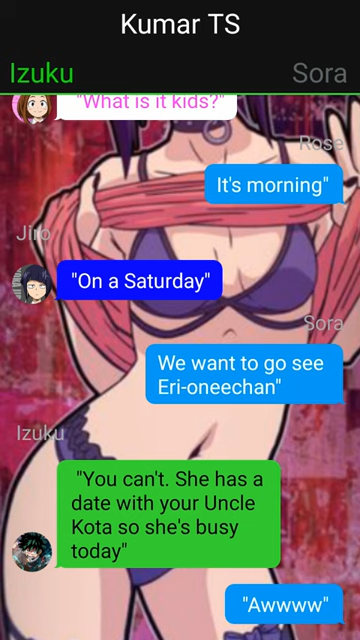 Kumar TS
Izuku
Sora
"What is it kids?"
Rose
It's morning"
Jiro
"On a Saturday"
Sora
We want to go see
Eri-oneechan"
Izuku
"You can't. She has a
date with your Uncle
Kota so she's busy
today"
"Awwww"